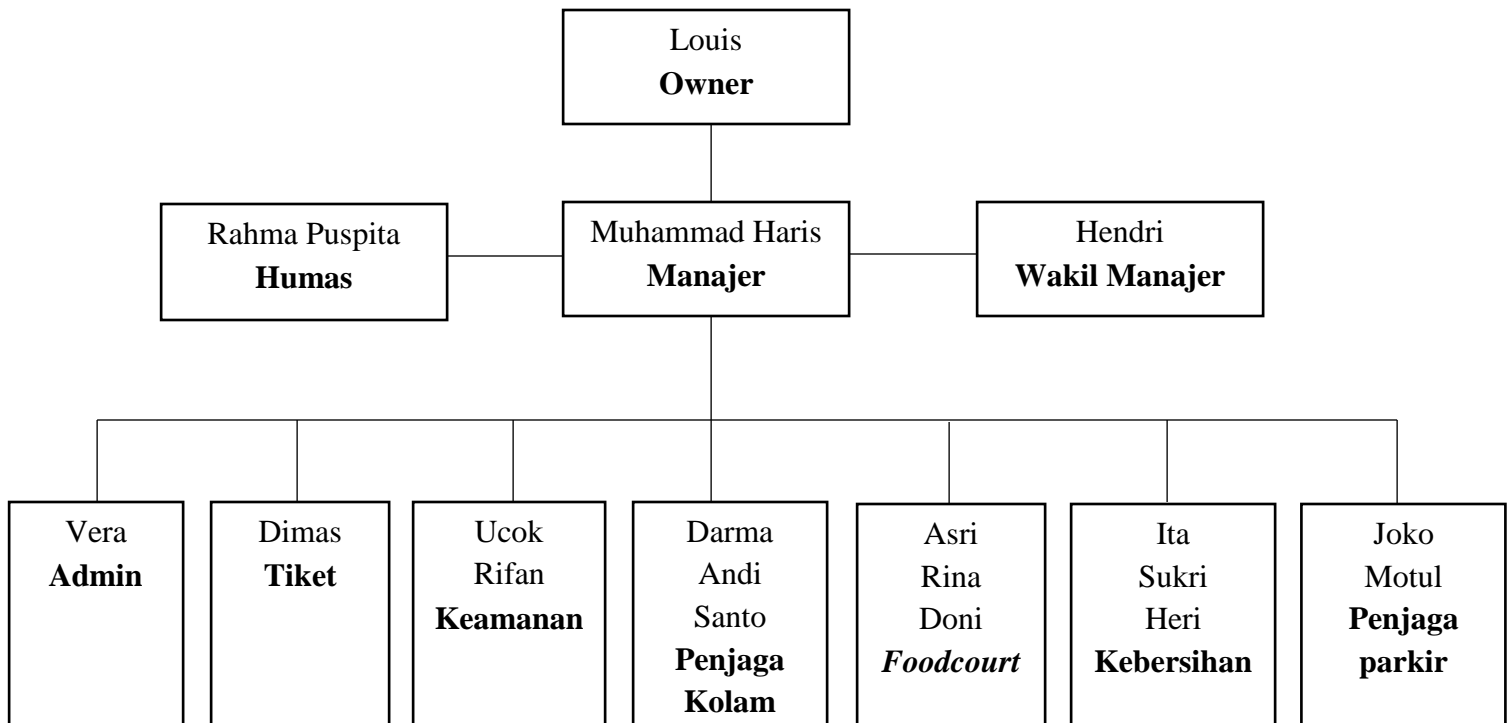 Louis
Owner
Rahma Puspita
Humas
Muhammad Haris
Manajer
Hendri
Wakil Manajer
Vera
Admin
Dimas
Tiket
Ucok
Rifan
Keamanan
Darma
Andi
Santo
Penjaga
Kolam
Asri
Rina
Doni
Foodcourt
Ita
Sukri
Heri
Kebersihan
Joko
Motul
Penjaga
parkir